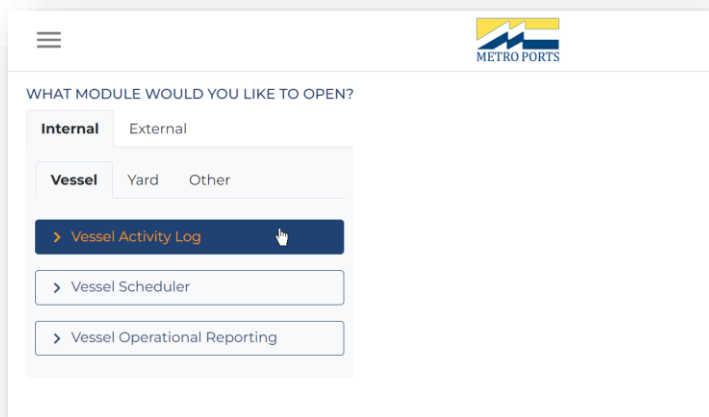 METRO PORTS
WHAT MODULE WOULD YOU LIKE TO OPEN?
Internal External
Vessel Yard Other
Vessel Activity Log
Vessel Scheduler
Vessel Operational Reporting